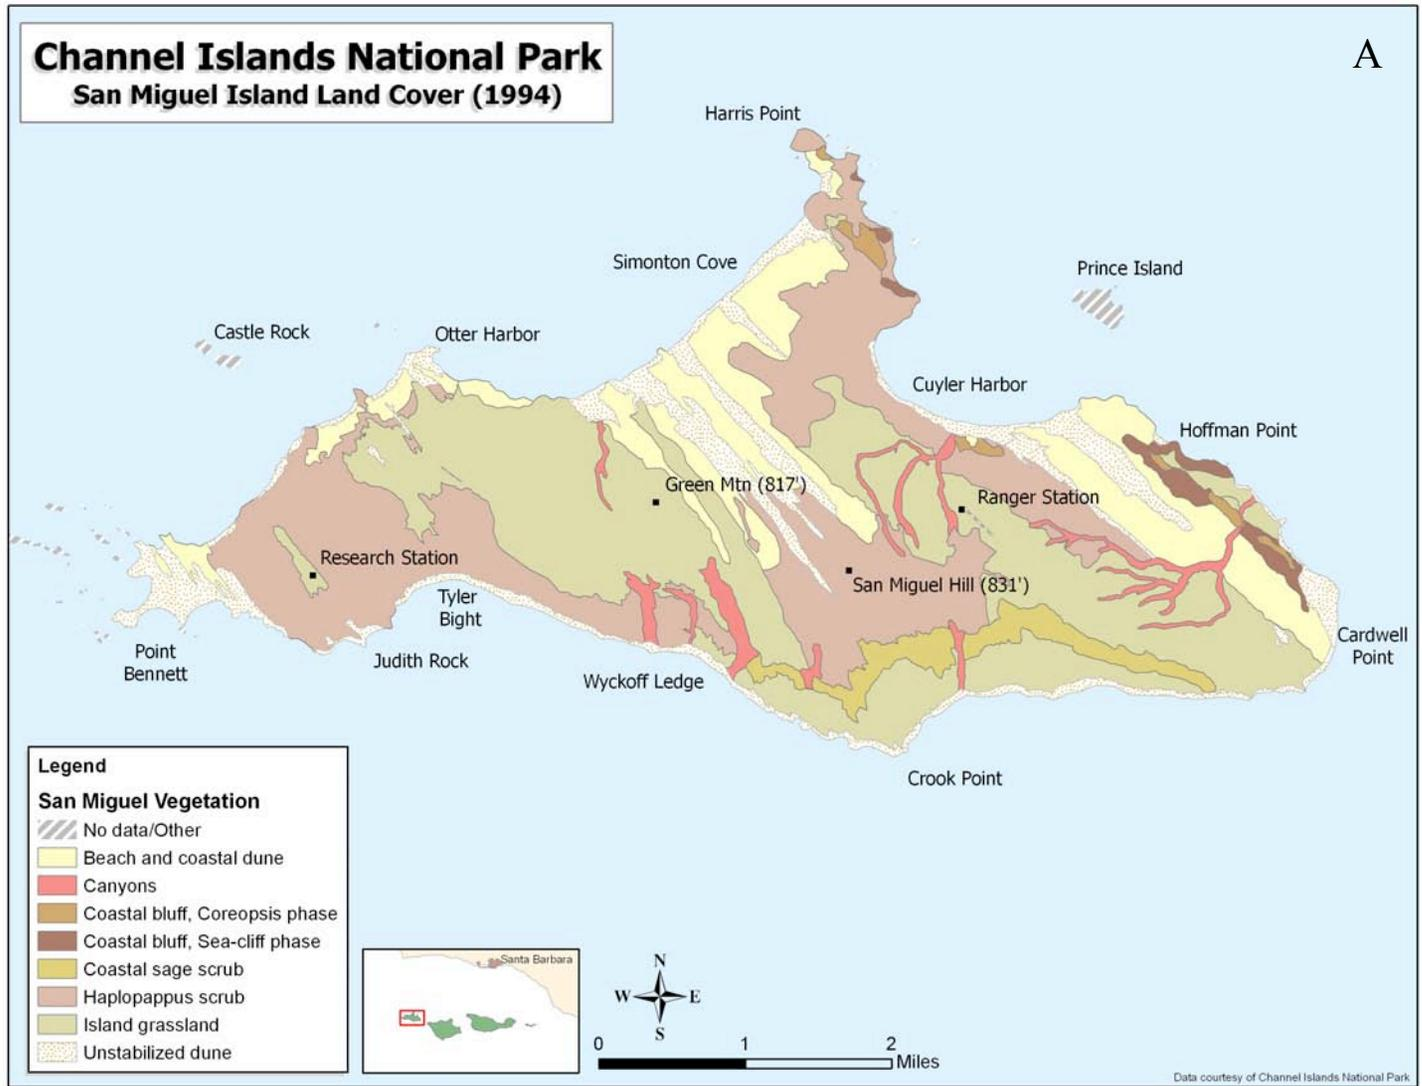 Channel Islands National Park
San Miguel Island Land Cover (1994)
A
Harris Point
Simonton Cove
Prince Island
Castle Rock
Otter Harbor
Cuyler Harbor
Hoffman Point
Green Mtn (817')
Ranger Station
Research Station
San Miguel Hill (831')
Tyler
Bight
Point
Bennett
Judith Rock
Wyckoff Ledge
Cardwell
Point
Crook Point
Legend
San Miguel Vegetation
No data/Other
Beach and coastal dune
Canyons
Coastal bluff, Coreopsis phase
Coastal bluff, Sea-cliff phase
Coastal sage scrub
Haplopappus scrub
Island grassland
Unstabilized dune
Santa Barbara
N
W E
S
0 1 2
Miles
Data courtesy of Channel Islands National Park